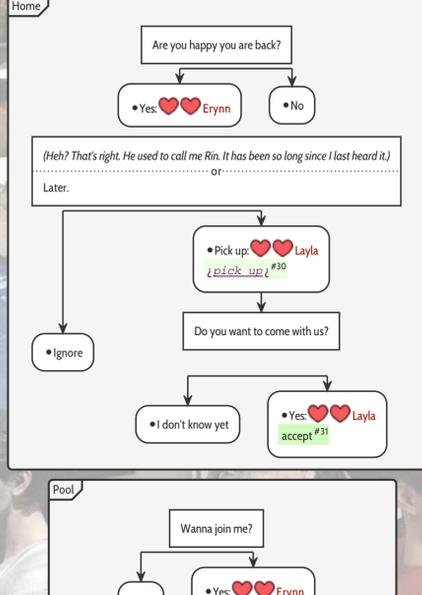 Home
Are you happy you are back?
•Yes: Erynn
•No
(Heh? That's right. He used to call me Rin. It has been so long since I last heard it.)
or
Later.
•Pick up: Layla
¿pick up¿ #30
Do you want to come with us?
•Ignore
•I don't know yet
•Yes: Layla
accept #31
Pool
Wanna join me?
•Yes: Erynn